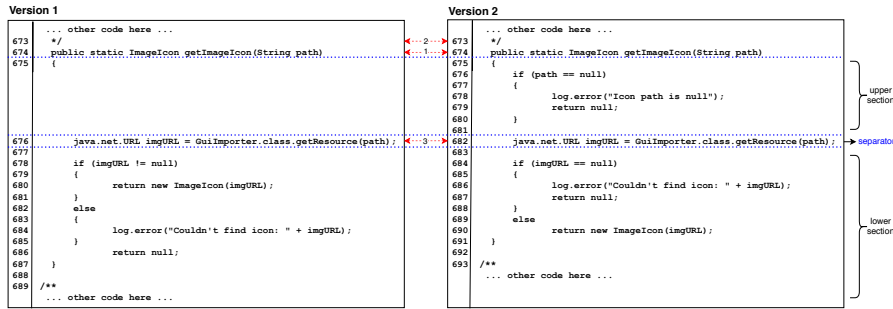 Version 1
... other code here ...
673 */
674 public static ImageIcon getImageIcon(String path)
675 {
676 java.net.URL imgURL = GuiImporter.class.getResource(path);
677
678 if (imgURL != null)
679 {
680 return new ImageIcon(imgURL);
681 }
682 else
683 {
684 log.error("Couldn't find icon: " + imgURL);
685 }
686 return null;
687 }
688
689 /**
... other code here ...
2
1
3
Version 2
... other code here ...
673 */
674 public static ImageIcon getImageIcon(String path)
675 {
676 if (path == null)
677 {
678 log.error("Icon path is null");
679 return null;
680 }
681
682 java.net.URL imgURL = GuiImporter.class.getResource(path);
683
684 if (imgURL == null)
685 {
686 log.error("Couldn't find icon: " + imgURL);
687 return null;
688 }
689 else
690 return new ImageIcon(imgURL);
691 }
692
693 /**
... other code here ...
upper
section
separator
lower
section